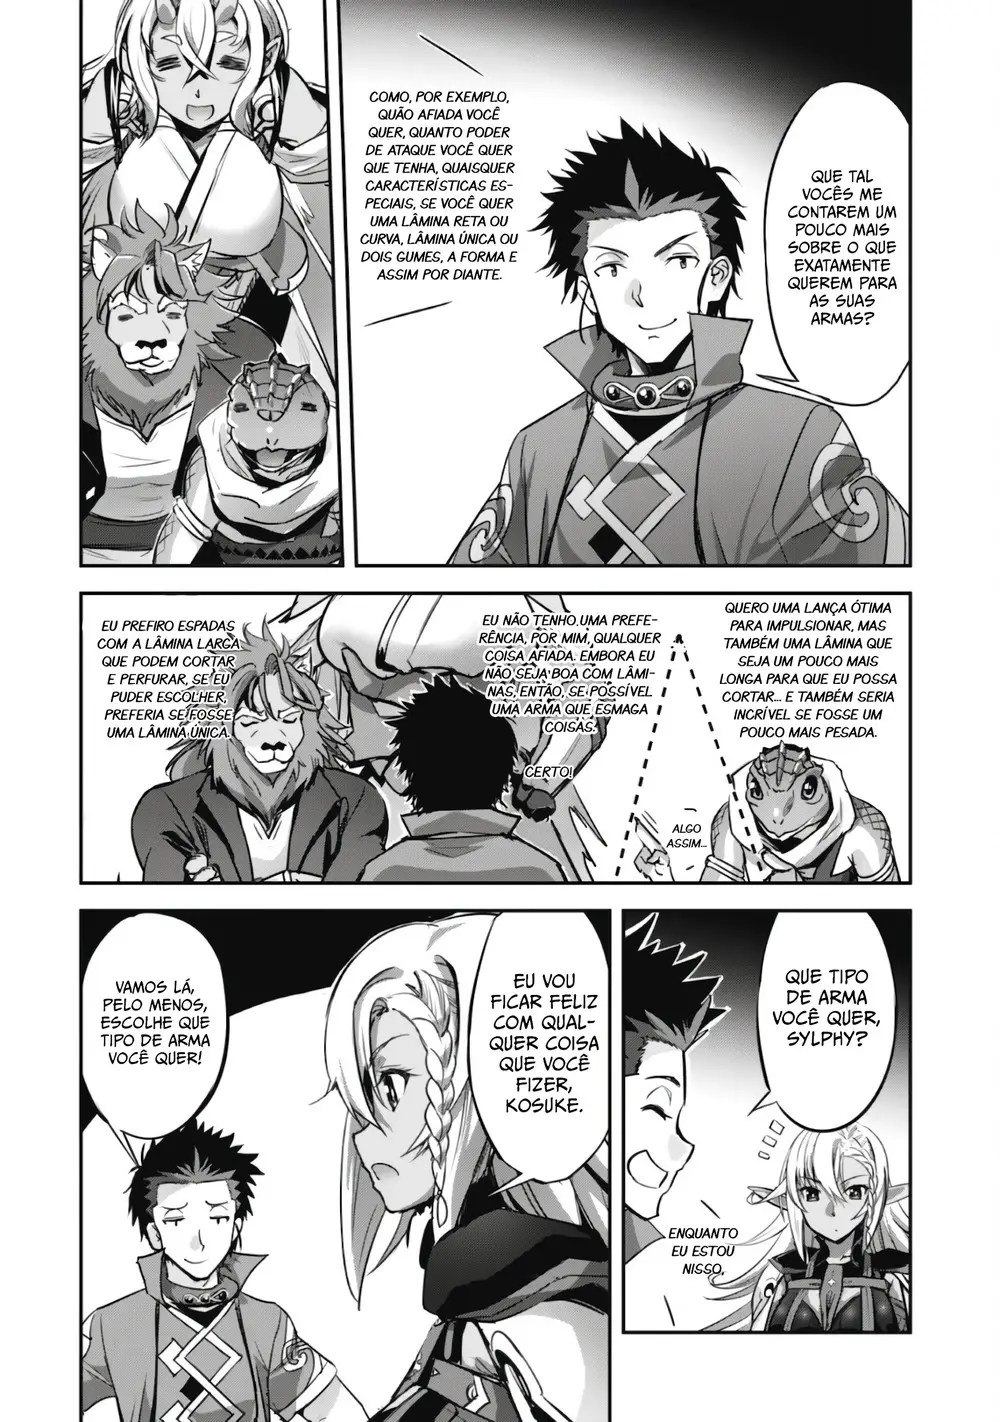 QUE TAL
VOCÊS ME
CONTAREM UM
POUCO MAIS
SOBRE O QUE
EXATAMENTE
QUEREM PARA
AS SUAS
ARMAS?
COMO, POR EXEMPLO,
QUÃO AFIADA VOCÊ
QUER, QUANTO PODER
DE ATAQUE VOCÊ QUER
QUE TENHA, QUAISQUER
CARACTERÍSTICAS ES-
PECIAIS, SE VOCÊ QUER
UMA LÂMINA RETA OU
CURVA, LÂMINA ÚNICA OU
DOIS GUMES, A FORMA E
ASSIM POR DIANTE.
QUERO UMA LANÇA ÓTIMA
PARA IMPULSIONAR, MAS
TAMBÉM UMA LÂMINA QUE
SEJA UM POUCO MAIS
LONGA PARA QUE EU POSSA
CORTAR... E TAMBÉM SERIA
INCRÍVEL SE FOSSE UM
POUCO MAIS PESADA.
ALGO
ASSIM...
EU NÃO TENHO UMA PREFE-
RÊNCIA, POR MIM, QUALQUER
COISA AFIADA. EMBORA EU
NÃO SEJA BOA COM LÂMI-
NAS, ENTÃO, SE POSSÍVEL
UMA ARMA QUE ESMAGA
COISAS.
CERTO!
EU PREFIRO ESPADAS
COM A LÂMINA LARGA
QUE PODEM CORTAR
E PERFURAR, SE EU
PUDER ESCOLHER,
PREFERIA SE FOSSE
UMA LÂMINA ÚNICA.
QUE TIPO
DE ARMA
VOCÊ QUER,
SYLPHY?
ENQUANTO
EU ESTOU
NISSO,
EU VOU
FICAR FELIZ
COM QUAL-
QUER COISA
QUE VOCÊ
FIZER,
KOSUKE.
VAMOS LÁ,
PELO MENOS,
ESCOLHE QUE
TIPO DE ARMA
VOCÊ QUER!